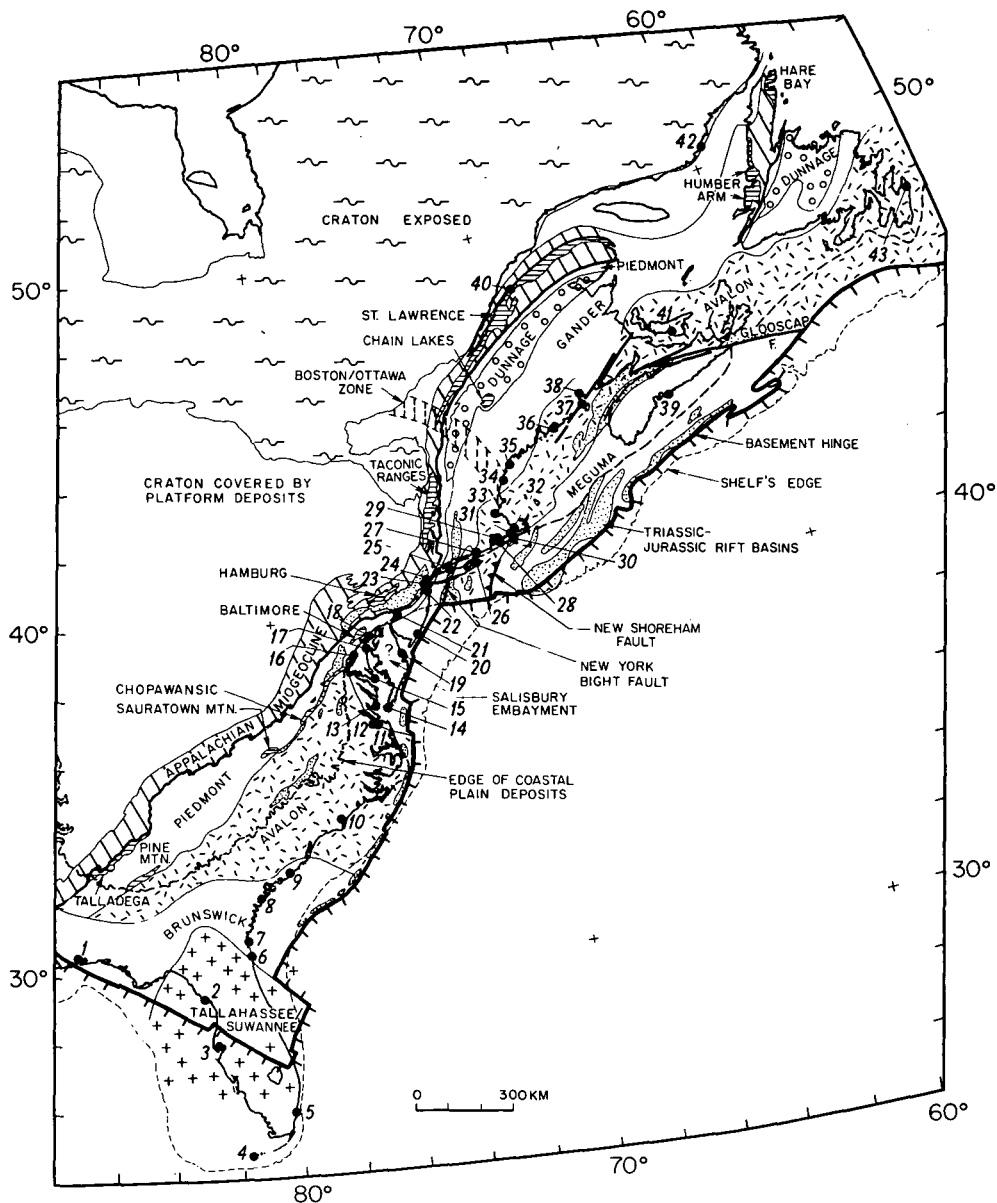 80°
70°
60°
50°
HARE
BAY
42
HUMBER
ARM
DUNNAGE
CRATON EXPOSED
43
50°
40
PIEDMONT
ST. LAWRENCE
CHAIN LAKES
DUNNAGE
GANDER
AVALON
41
GLOOSCAP
F.
BOSTON/OTTAWA
ZONE
38
37
39
36
35
BASEMENT HINGE
TACONIC
RANGES
MEGUMA
SHELF'S EDGE
CRATON COVERED BY
PLATFORM DEPOSITS
34
33
32
31
40°
29
27
25
24
23
TRIASSIC-
JURASSIC RIFT BASINS
30
HAMBURG
22
26
28
BALTIMORE
18
17
16
40°
NEW SHOREHAM
FAULT
21
20
19
NEW YORK
BIGHT FAULT
?
CHOPAWANSIC
SAURATOWN MTN.
APPALACHIAN MIOGEOCLINE
15
SALISBURY
EMBAYMENT
14
13
12
11
EDGE OF COASTAL
PLAIN DEPOSITS
PIEDMONT
AVALON
10
PINE
MTN.
TALLADEGA
9
8
30°
BRUNSWICK
7
6
1
30°
2
TALLAHASSEE
SUWANNEE
3
0 300 KM
5
4
60°
80°
70°